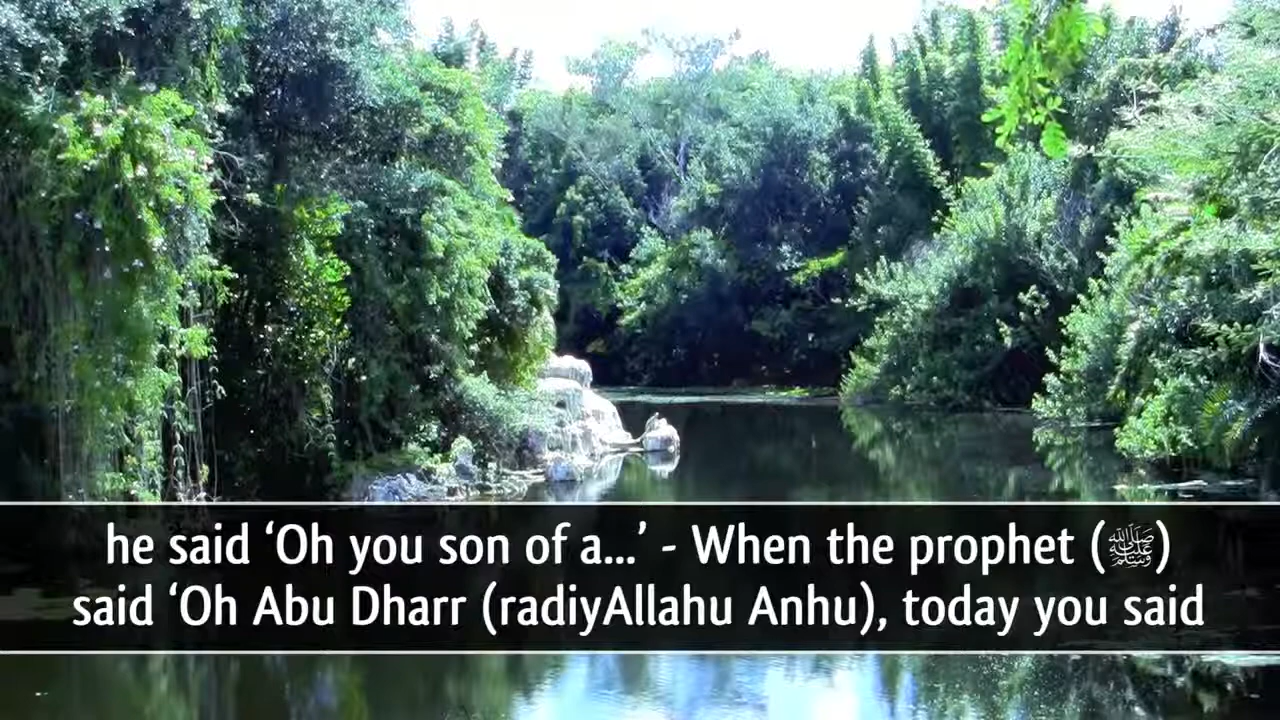 he said ‘Oh you son of a...’ - When the prophet (ﷺ)
said ‘Oh Abu Dharr (radiyAllahu Anhu), today you said